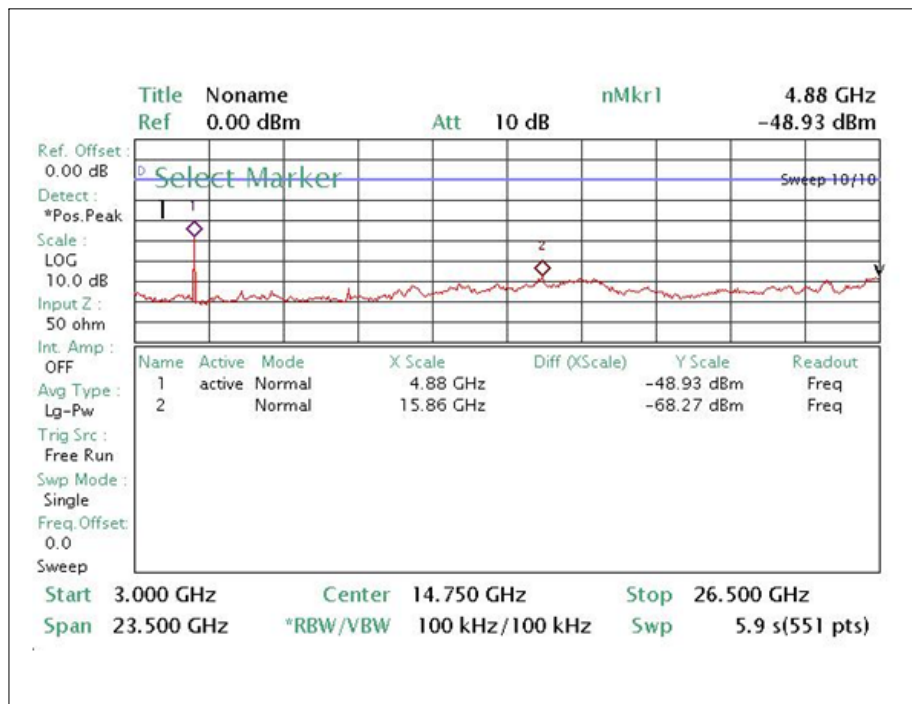 Title Noname nMkr1 4.88 GHz
Ref 0.00 dBm Att 10 dB -48.93 dBm
Ref. Offset :
0.00 dB
Detect :
*Pos.Peak
Scale :
LOG
10.0 dB
Input Z :
50 ohm
Int. Amp :
OFF
Avg Type :
Lg-Pw
Trig Src :
Free Run
Swp Mode :
Single
Freq.Offset:
0.0
Sweep
D Select Marker Sweep 10/10
1
2
Name Active Mode X Scale Diff (XScale) Y Scale Readout
1 active Normal 4.88 GHz -48.93 dBm Freq
2 Normal 15.86 GHz -68.27 dBm Freq
Start 3.000 GHz Center 14.750 GHz Stop 26.500 GHz
Span 23.500 GHz *RBW/VBW 100 kHz/100 kHz Swp 5.9 s(551 pts)